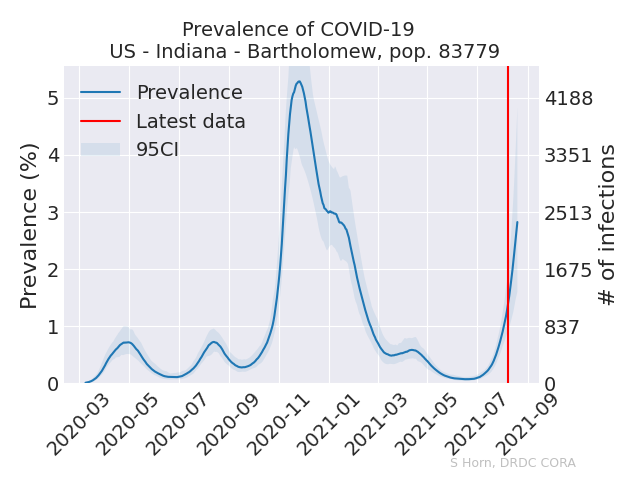 Prevalence of COVID-19
US - Indiana - Bartholomew, pop. 83779
Prevalence
Latest data
95CI
Prevalence (%)
5
4
3
2
1
0
4188
3351
2513
1675
837
0
# of infections
2020-03
2020-05
2020-07
2020-09
2020-11
2021-01
2021-03
2021-05
2021-07
2021-09
S Horn, DRDC CORA